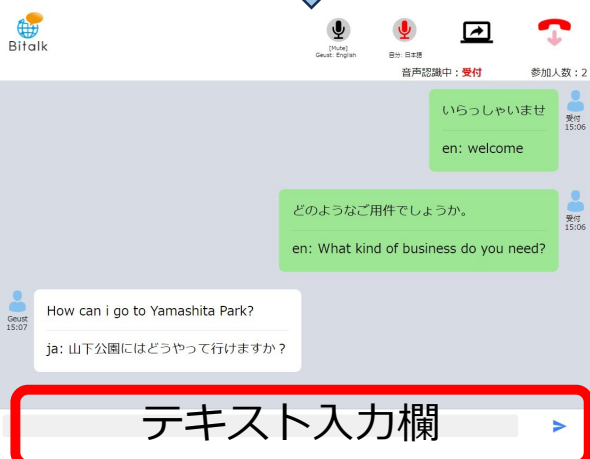 Bitalk
[Mute]
Geust: English
自分: 日本語
音声認識中：受付
参加人数：2
いらっしゃいませ
en: welcome
受付
15:06
どのようなご用件でしょうか。
en: What kind of business do you need?
受付
15:06
Geust
15:07
How can i go to Yamashita Park?
ja: 山下公園にはどうやって行けますか？
テキスト入力欄